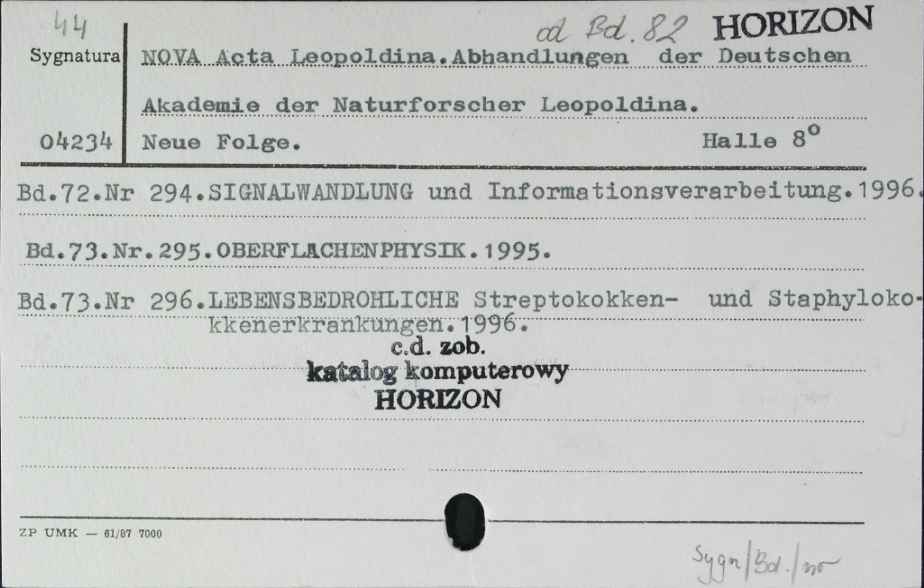 44
od Bd. 82 HORIZON
Sygnatura NOVA Acta Leopoldina.Abhandlungen der Deutschen
Akademie der Naturforscher Leopoldina.
04234 Neue Folge. Halle 8°
Bd.72.Nr 294.SIGNALWANDLUNG und Informationsverarbeitung.1996.
Bd.73.Nr.295.OBERFLACHENPHYSIK.1995.
Bd.73.Nr 296.LEBENSBEDROHLICHE Streptokokken- und Staphyloko-
kkenerkrankungen.1996.
c.d. zob.
katalog komputerowy
HORIZON
ZP UMK — 61/87 7000
Sygn/Bd./nr